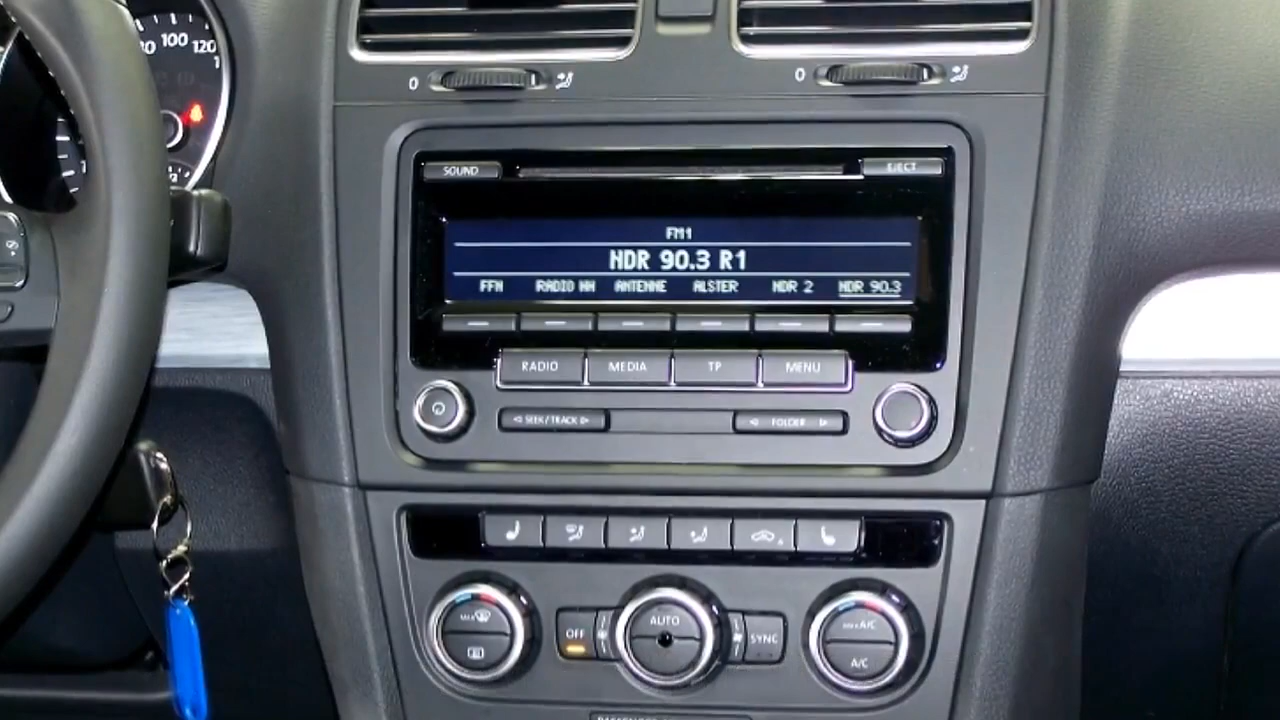 80 100 120
0
0
SOUND
EJECT
FM1
NDR 90.3 R1
FFN RADIO HH ANTENNE ALSTER NDR 2 NDR 90.3
RADIO MEDIA TP MENU
SEEK/TRACK FOLDER
AUTO
MAX
MAX A/C
OFF
SYNC
A/C